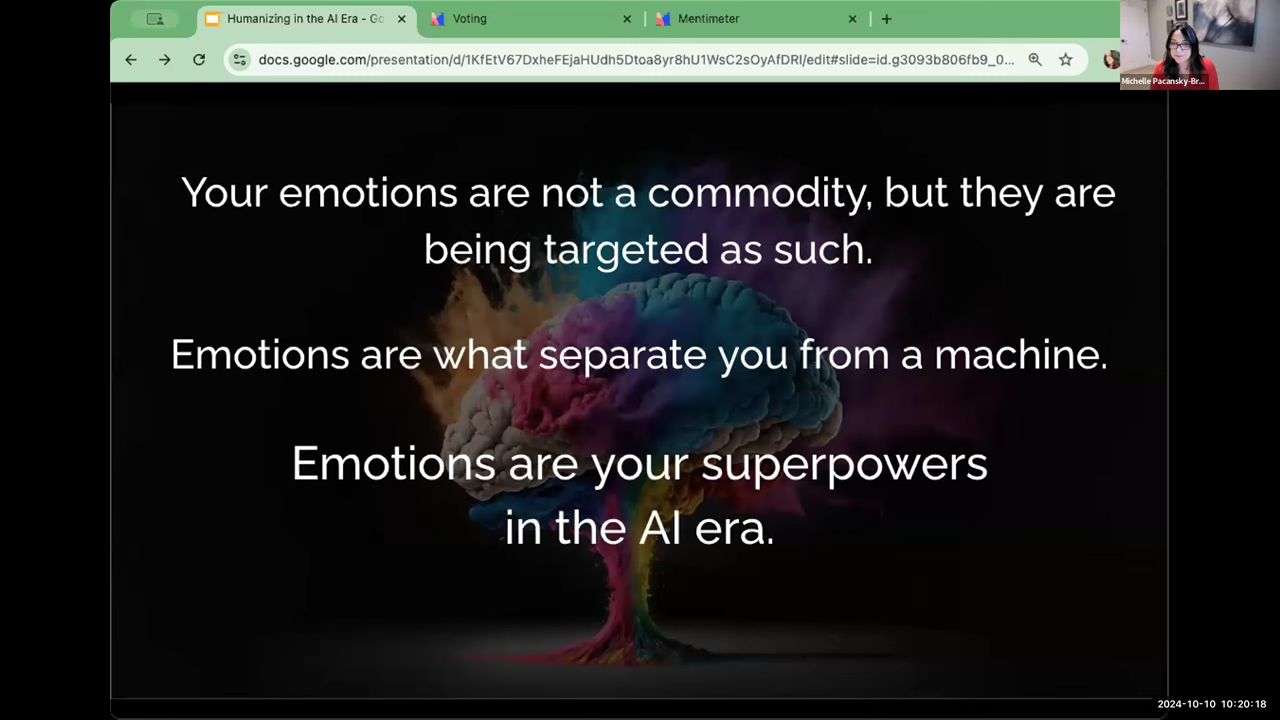 Humanizing in the AI Era - Go
Voting
Mentimeter
docs.google.com/presentation/d/1KfEtV67DxheFEjaHUdh5Dtoa8yr8hU1WsC2sOyAfDRI/edit#slide=id.g3093b806fb9_0...
Michelle Pacansky-Br...
Your emotions are not a commodity, but they are
being targeted as such.
Emotions are what separate you from a machine.
Emotions are your superpowers
in the AI era.
2024-10-10 10:20:18